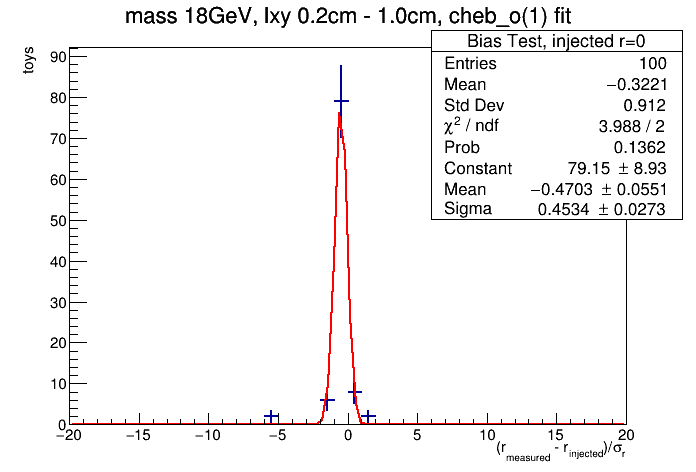 mass 18GeV, lxy 0.2cm - 1.0cm, cheb_o(1) fit
toys
Bias Test, injected r=0
Entries 100
Mean −0.3221
Std Dev 0.912
χ² / ndf 3.988 / 2
Prob 0.1362
Constant 79.15 ± 8.93
Mean −0.4703 ± 0.0551
Sigma 0.4534 ± 0.0273
90
80
70
60
50
40
30
20
10
0
−20 −15 −10 −5 0 5 10 15 20
(r_measured - r_injected)/σ_r